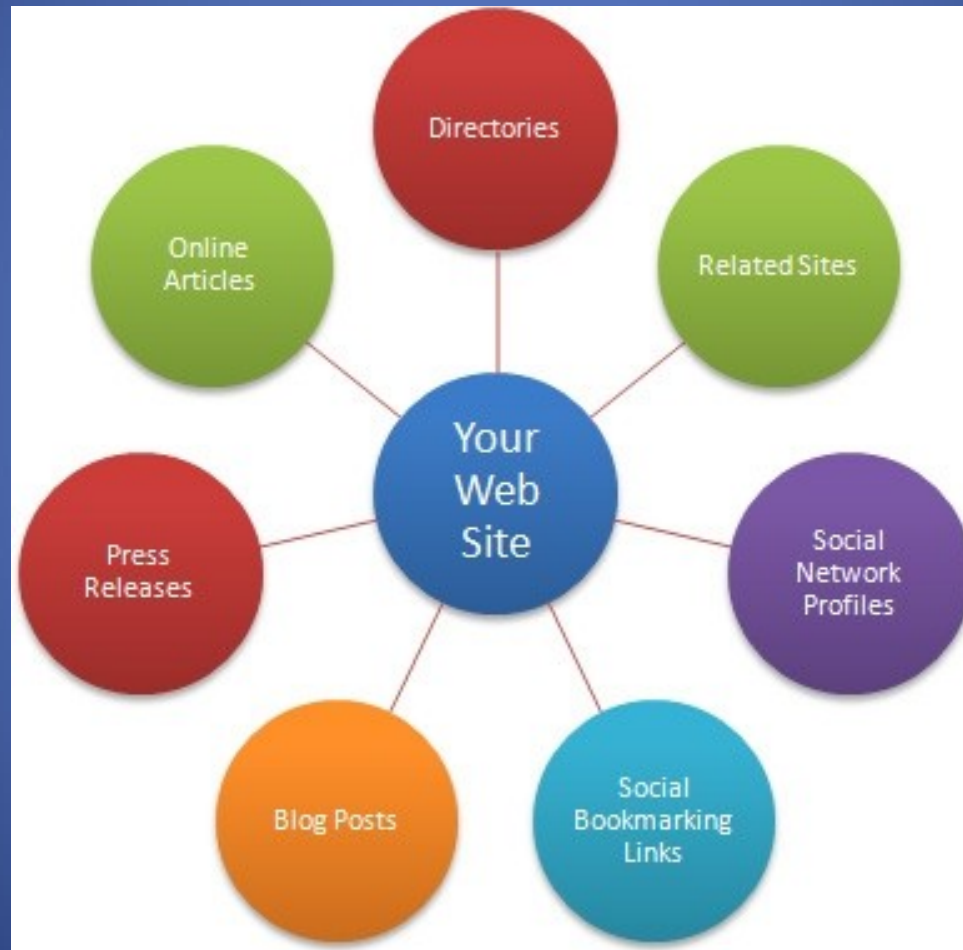 Directories
Online
Articles
Related Sites
Your
Web
Site
Press
Releases
Social
Network
Profiles
Blog Posts
Social
Bookmarking
Links